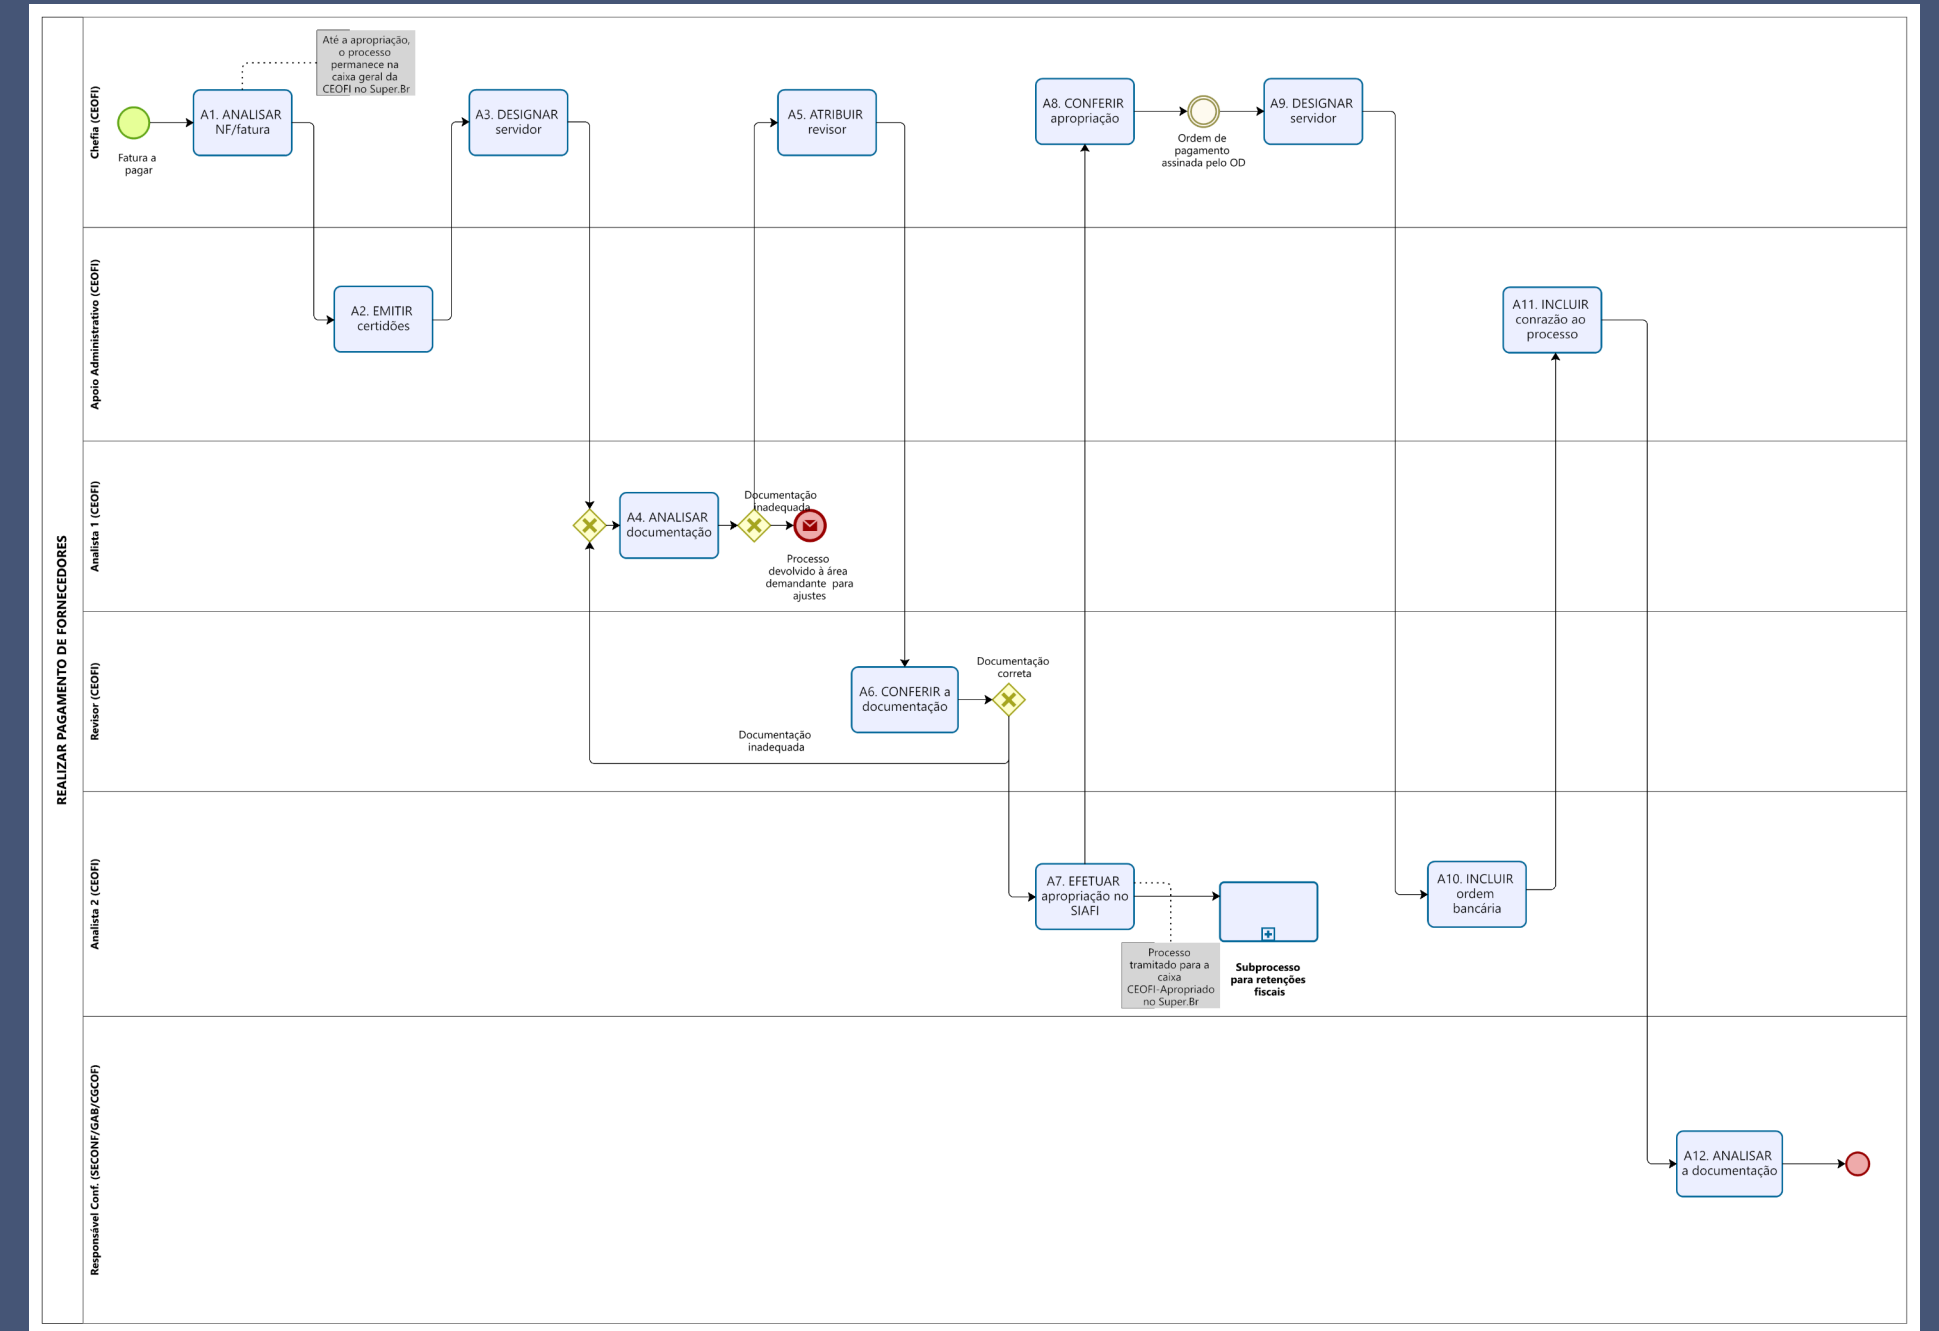 REALIZAR PAGAMENTO DE FORNECEDORES
Chefia (CEOFI)
Fatura a
pagar
A1. ANALISAR
NF/fatura
Até a apropriação,
o processo
permanece na
caixa geral da
CEOFI no Super.Br
A3. DESIGNAR
servidor
A5. ATRIBUIR
revisor
A8. CONFERIR
apropriação
Ordem de
pagamento
assinada pelo OD
A9. DESIGNAR
servidor
Apoio Administrativo (CEOFI)
A2. EMITIR
certidões
A11. INCLUIR
conrazão ao
processo
Analista 1 (CEOFI)
A4. ANALISAR
documentação
Documentação
inadequada
Processo
devolvido à área
demandante para
ajustes
Revisor (CEOFI)
A6. CONFERIR a
documentação
Documentação
correta
Documentação
inadequada
Analista 2 (CEOFI)
A7. EFETUAR
apropriação no
SIAFI
Processo
tramitado para a
caixa
CEOFI-Apropriado
no Super.Br
Subprocesso
para retenções
fiscais
A10. INCLUIR
ordem
bancária
Responsável Conf. (SECONF/GAB/CGCOF)
A12. ANALISAR
a documentação